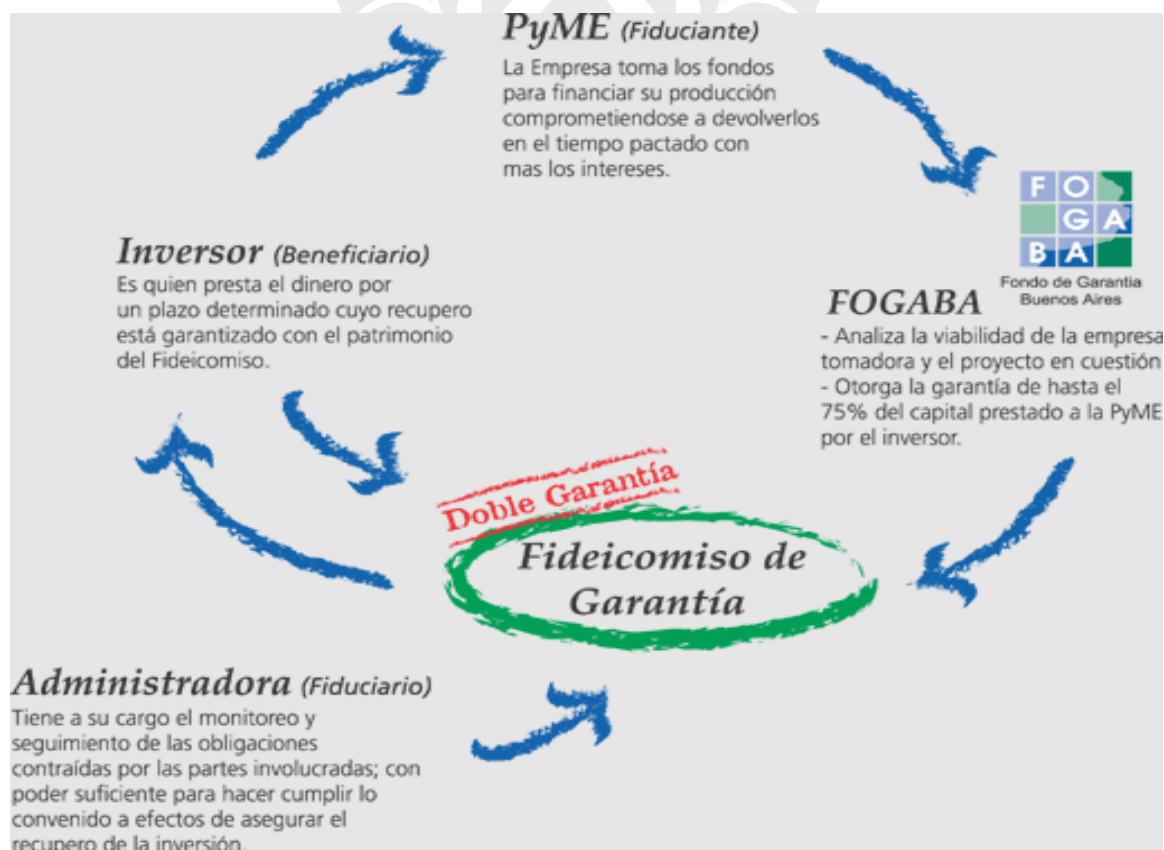 PyME (Fiduciante)
La Empresa toma los fondos
para financiar su producción
comprometiendose a devolverlos
en el tiempo pactado con
mas los intereses.
Inversor (Beneficiario)
Es quien presta el dinero por
un plazo determinado cuyo recupero
está garantizado con el patrimonio
del Fideicomiso.
FO
GA
BA
Fondo de Garantia
Buenos Aires
FOGABA
- Analiza la viabilidad de la empresa
tomadora y el proyecto en cuestión
- Otorga la garantía de hasta el
75% del capital prestado a la PyME
por el inversor.
Doble Garantía
Fideicomiso de
Garantía
Administradora (Fiduciario)
Tiene a su cargo el monitoreo y
seguimiento de las obligaciones
contraídas por las partes involucradas; con
poder suficiente para hacer cumplir lo
convenido a efectos de asegurar el
recupero de la inversión.